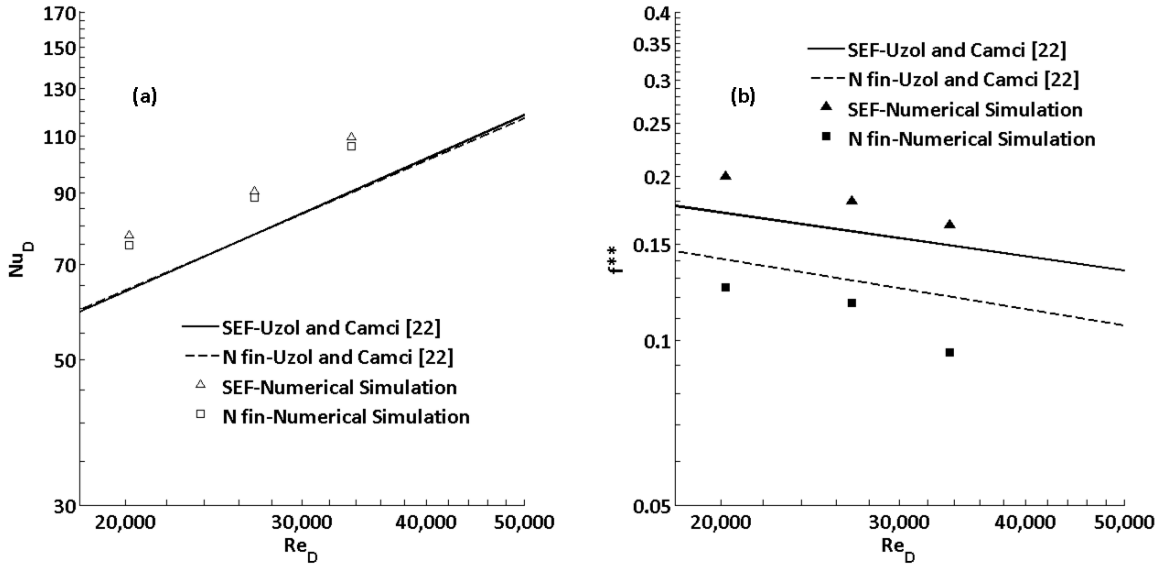 170
150
130
110
90
70
50
30
Nu_D
(a)
SEF-Uzol and Camci [22]
N fin-Uzol and Camci [22]
SEF-Numerical Simulation
N fin-Numerical Simulation
20,000 30,000 40,000 50,000
Re_D
0.4
0.35
0.3
0.25
0.2
0.15
0.1
0.05
f**
(b)
SEF-Uzol and Camci [22]
N fin-Uzol and Camci [22]
SEF-Numerical Simulation
N fin-Numerical Simulation
20,000 30,000 40,000 50,000
Re_D